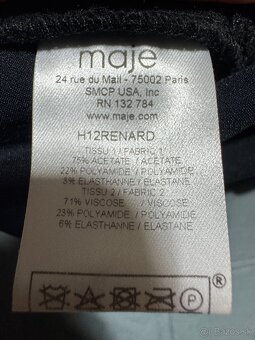 maje
24 rue du Mail - 75002 Paris
SMCP USA, Inc
RN 132 784
www.maje.com
H12RENARD
TISSU 1 / FABRIC 1
75% ACETATE / ACETATE
22% POLYAMIDE / POLYAMIDE
3% ELASTHANNE / ELASTANE
TISSU 2 / FABRIC 2
71% VISCOSE / VISCOSE
23% POLYAMIDE / POLYAMIDE
6% ELASTHANNE / ELASTANE
P
®